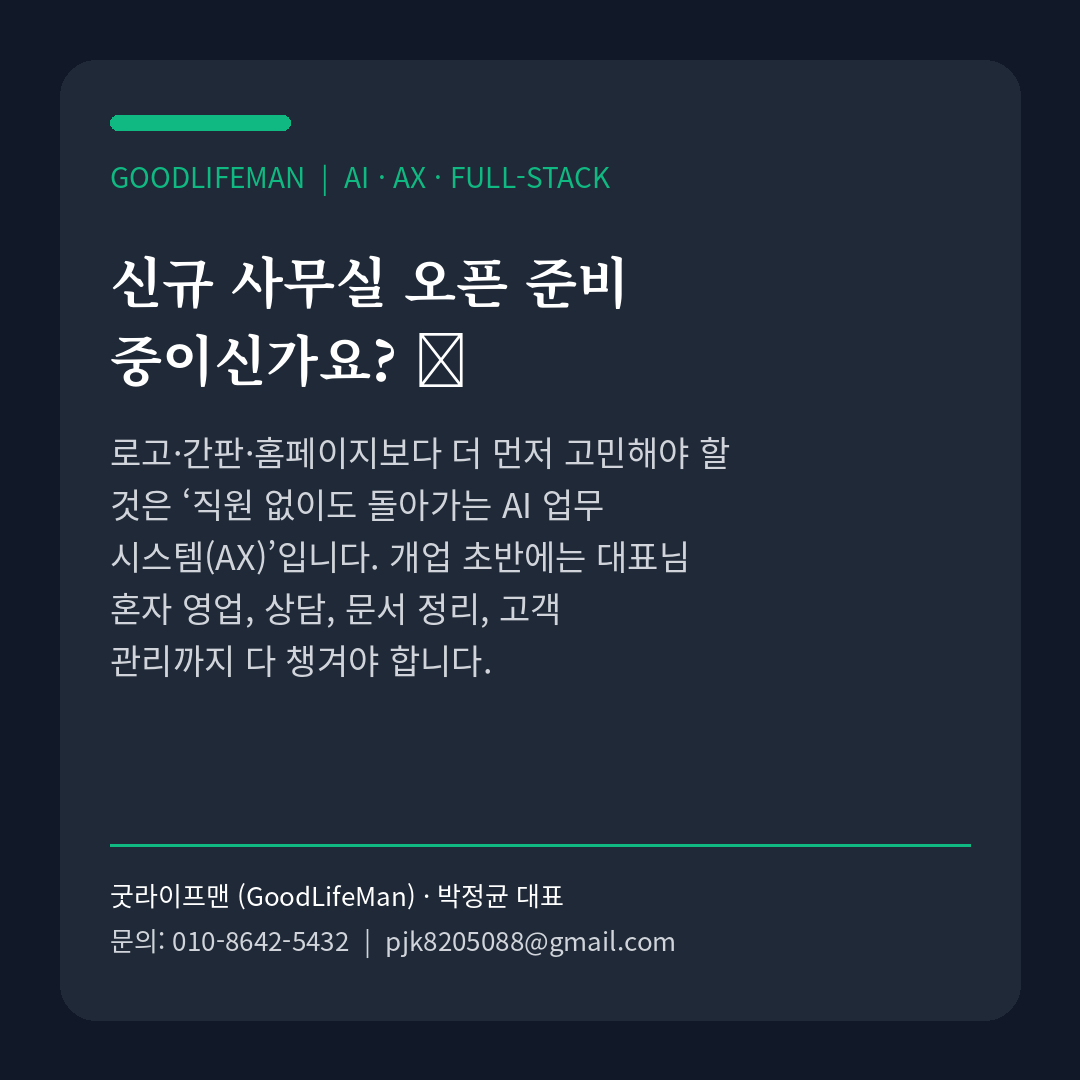 GOODLIFEMAN | AI · AX · FULL-STACK
신규 사무실 오픈 준비
중이신가요?
로고·간판·홈페이지보다 더 먼저 고민해야 할
것은 ‘직원 없이도 돌아가는 AI 업무
시스템(AX)’입니다. 개업 초반에는 대표님
혼자 영업, 상담, 문서 정리, 고객
관리까지 다 챙겨야 합니다.
굿라이프맨 (GoodLifeMan) · 박정균 대표
문의: 010-8642-5432 | pjk8205088@gmail.com